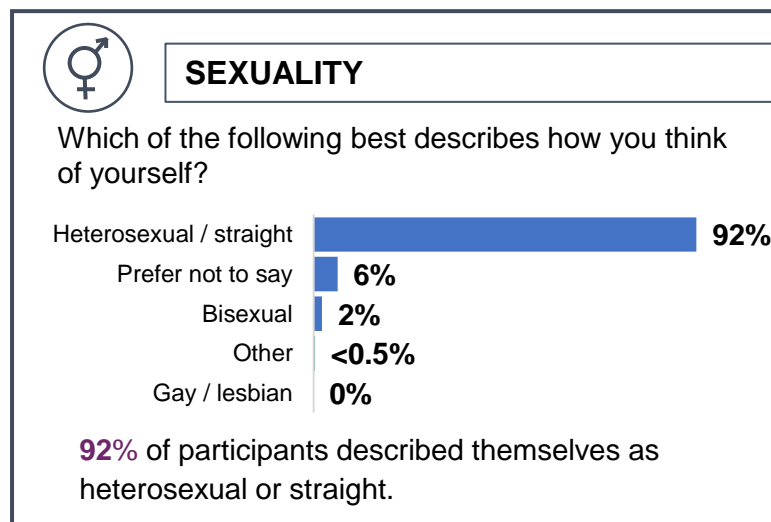 SEXUALITY
Which of the following best describes how you think
of yourself?
Heterosexual / straight 92%
Prefer not to say 6%
Bisexual 2%
Other <0.5%
Gay / lesbian 0%
92% of participants described themselves as
heterosexual or straight.